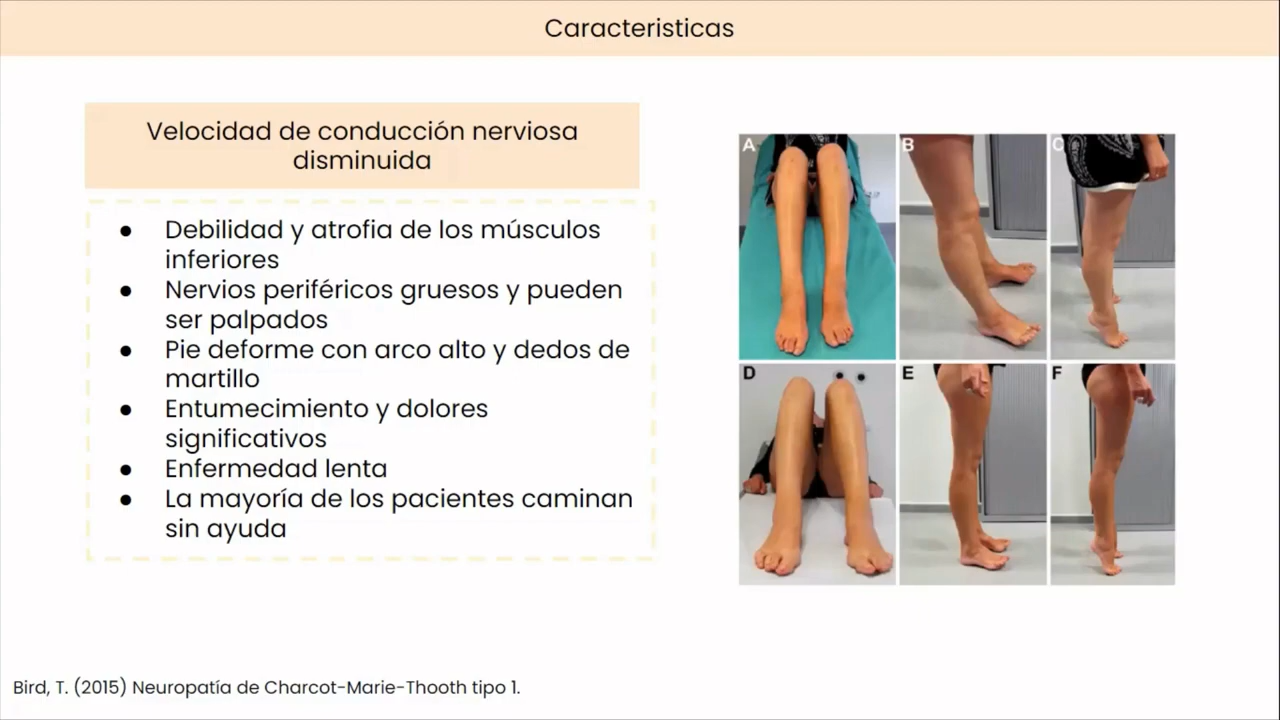 Caracteristicas
Velocidad de conducción nerviosa
disminuida
● Debilidad y atrofia de los músculos
inferiores
● Nervios periféricos gruesos y pueden
ser palpados
● Pie deforme con arco alto y dedos de
martillo
● Entumecimiento y dolores
significativos
● Enfermedad lenta
● La mayoría de los pacientes caminan
sin ayuda
A
B
C
D
E
F
Bird, T. (2015) Neuropatía de Charcot-Marie-Thooth tipo 1.